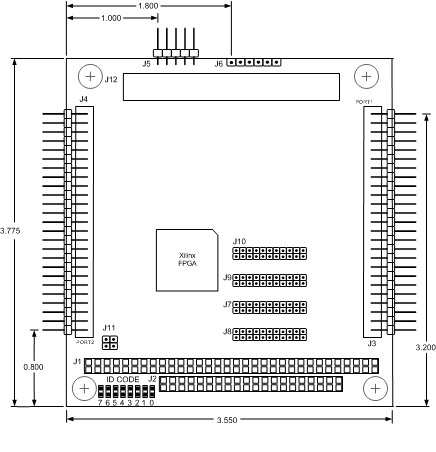 1.800
1.000
J5
J6
J12
J4
PORT1
3.775
Xilinx
FPGA
J10
J9
J7
J8
J11
PORT2
J3
3.200
J1
0.800
ID CODE
J2
7 6 5 4 3 2 1 0
3.550